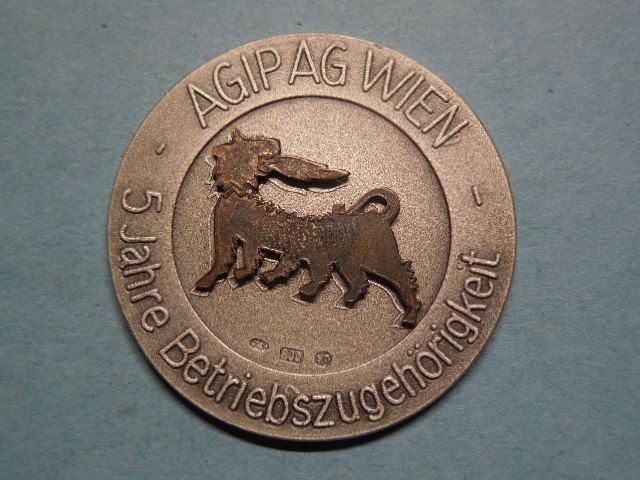 AGIP AG WIEN
5 Jahre Betriebszugehörigkeit